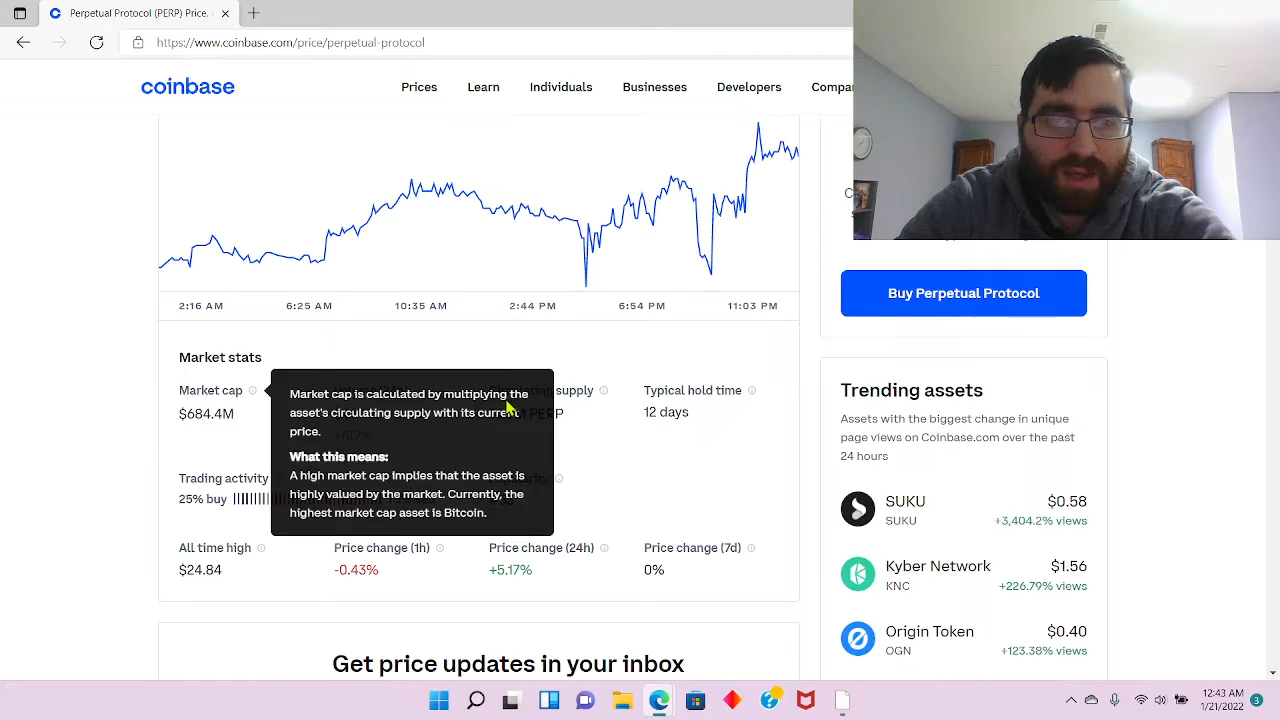 Perpetual Protocol (PERP) Price,
https://www.coinbase.com/price/perpetual-protocol
coinbase
Prices
Learn
Individuals
Businesses
Developers
Compa
2:16 AM
6:25 AM
10:35 AM
2:44 PM
6:54 PM
11:03 PM
Buy Perpetual Protocol
Market stats
Market cap
$684.4M
supply
PERP
Typical hold time
12 days
Market cap is calculated by multiplying the
asset's circulating supply with its current
price.
What this means:
A high market cap implies that the asset is
highly valued by the market. Currently, the
highest market cap asset is Bitcoin.
Trading activity
25% buy
All time high
$24.84
Price change (1h)
-0.43%
Price change (24h)
+5.17%
Price change (7d)
0%
Get price updates in your inbox
Trending assets
Assets with the biggest change in unique
page views on Coinbase.com over the past
24 hours
SUKU
$0.58
SUKU
+3,404.2% views
Kyber Network
$1.56
KNC
+226.79% views
Origin Token
$0.40
OGN
+123.38% views
12:43 AM
1/21/2022
3